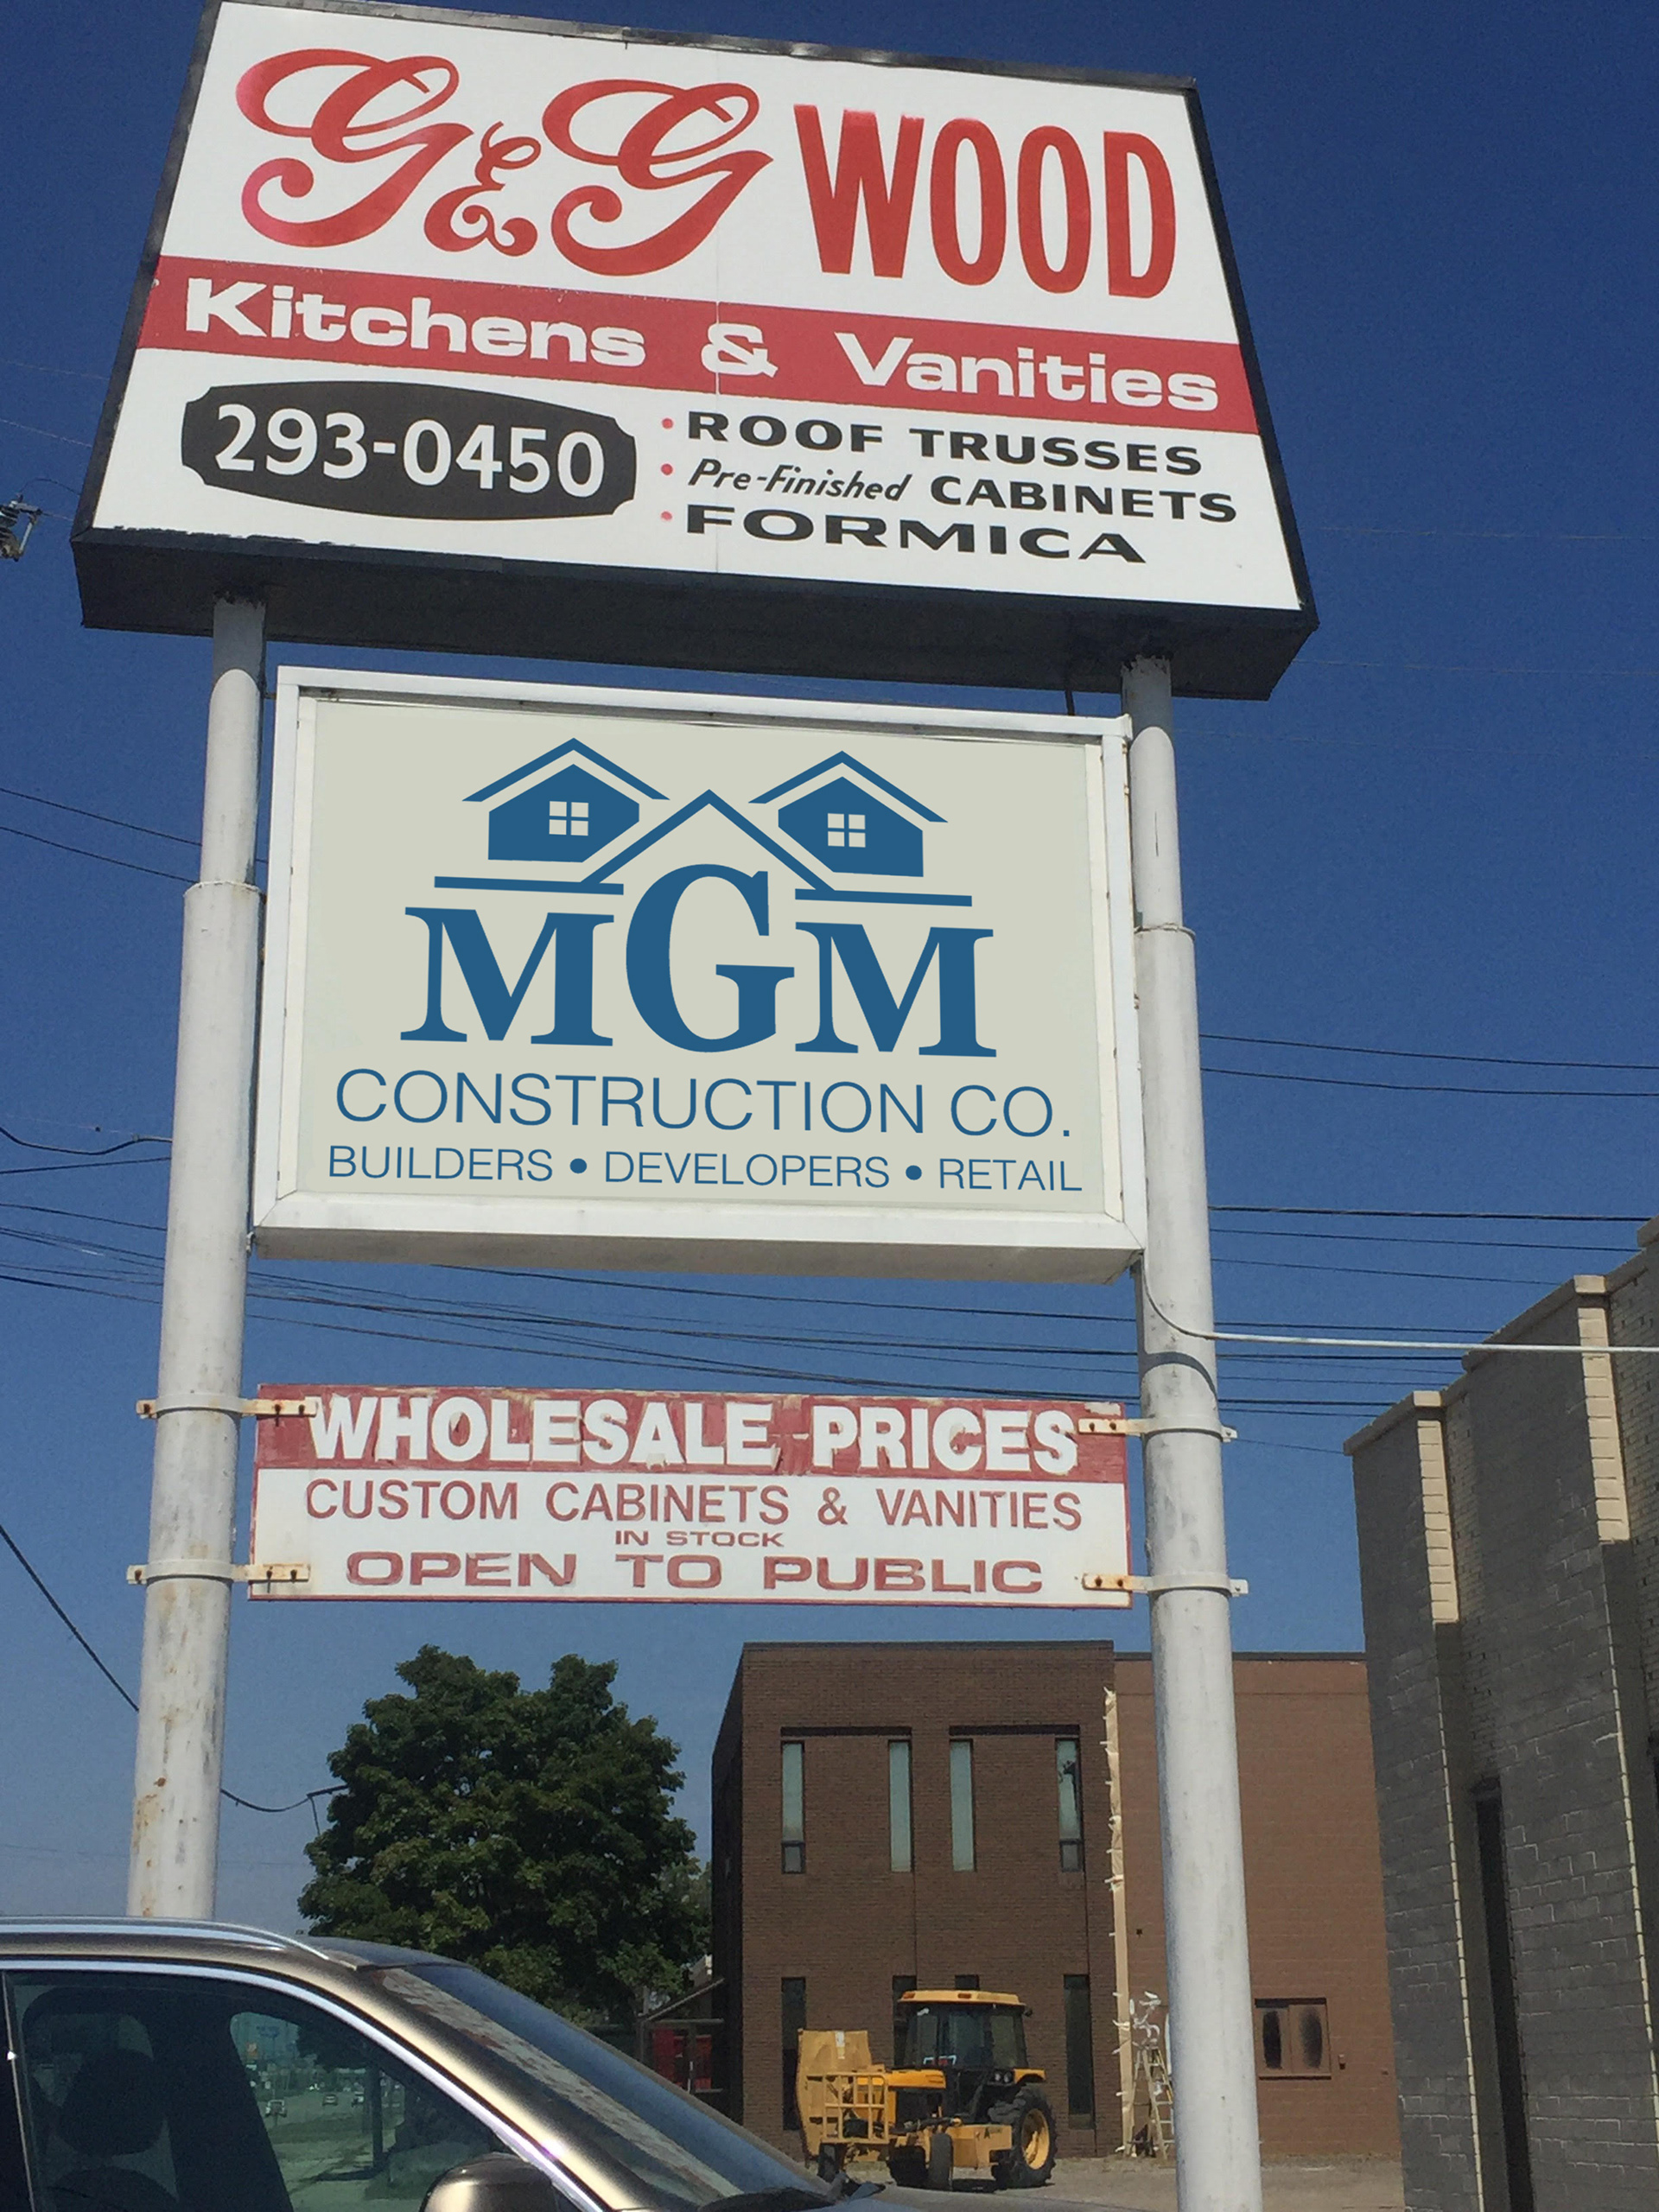 G&G WOOD
Kitchens & Vanities
293-0450
• ROOF TRUSSES
• Pre-Finished CABINETS
• FORMICA
MGM
CONSTRUCTION CO.
BUILDERS • DEVELOPERS • RETAIL
WHOLESALE PRICES
CUSTOM CABINETS & VANITIES
IN STOCK
OPEN TO PUBLIC